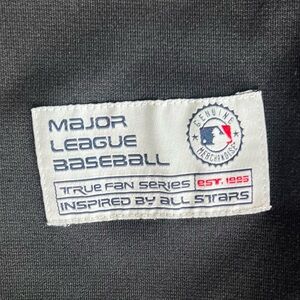 MAJOR
LEAGUE
BASEBALL
GENUINE
MERCHANDISE
TRUE FAN SERIES EST. 1995
INSPIRED BY ALL STARS